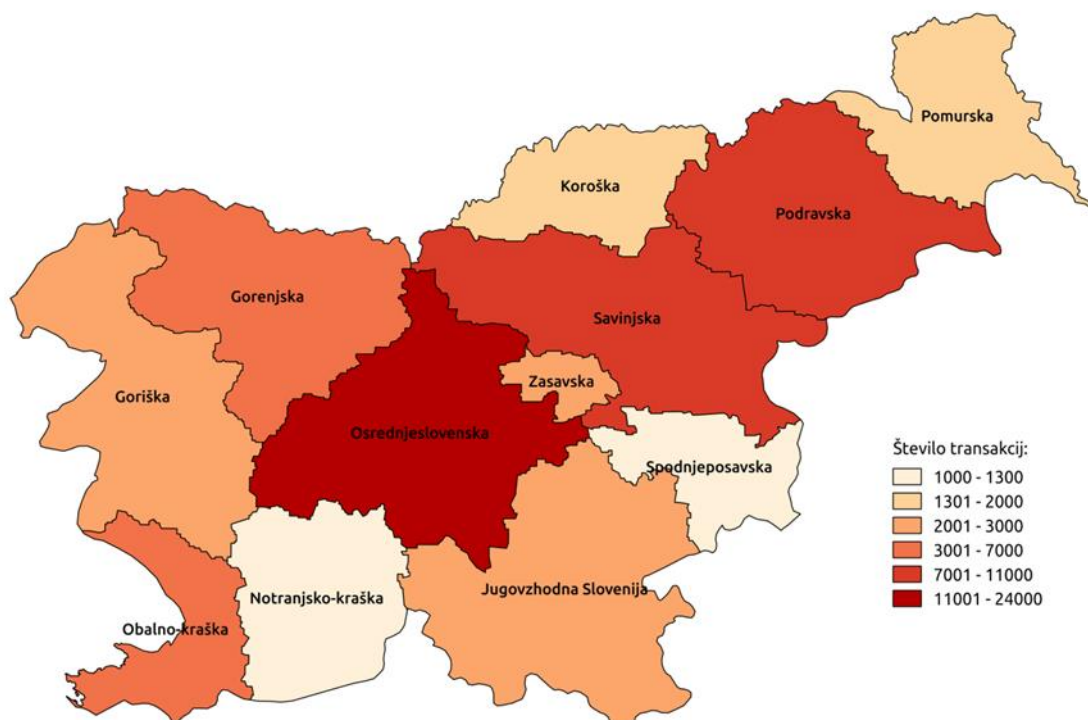 Pomurska
Koroška
Podravska
Gorenjska
Savinjska
Zasavska
Goriška
Osrednjeslovenska
Spodnjeposavska
Jugovzhodna Slovenija
Notranjsko-kraška
Obalno-kraška
Število transakcij:
1000 - 1300
1301 - 2000
2001 - 3000
3001 - 7000
7001 - 11000
11001 - 24000